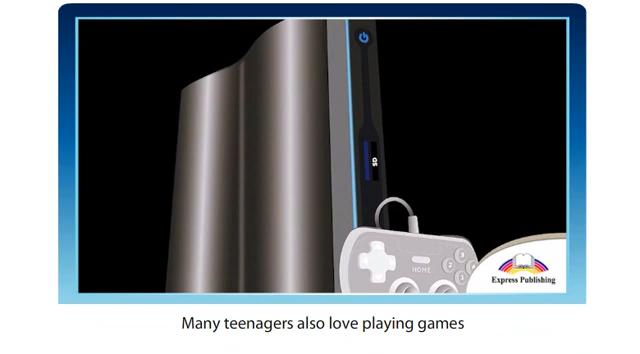 SD
HOME
Express Publishing
Many teenagers also love playing games